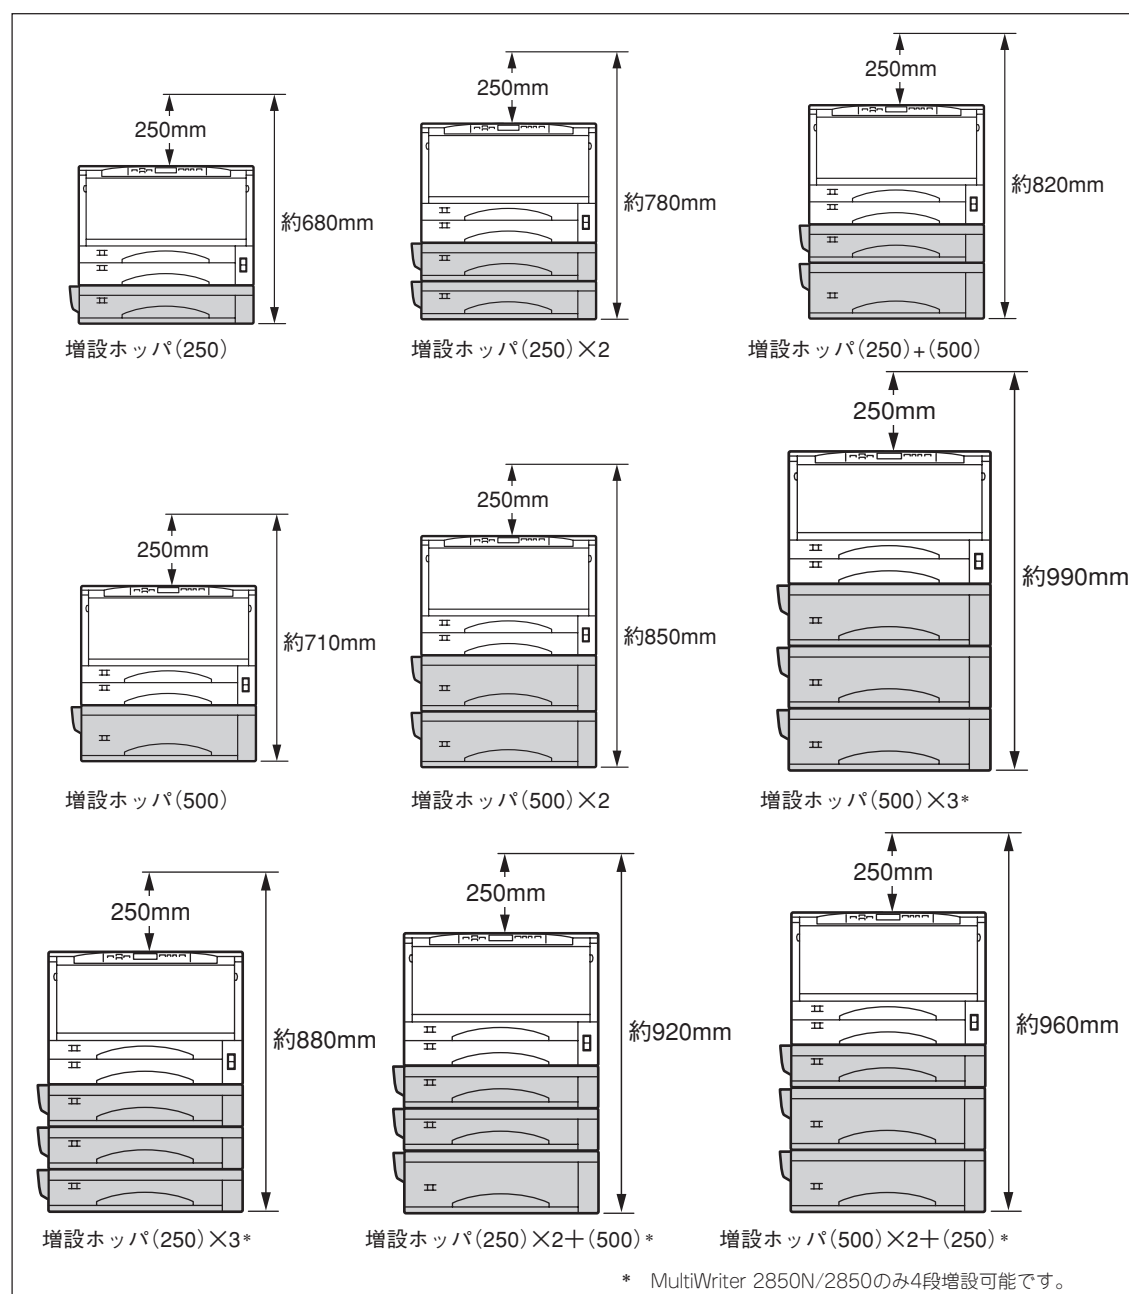 250mm
約680mm
増設ホッパ(250)
250mm
約780mm
増設ホッパ(250)×2
250mm
約820mm
増設ホッパ(250)+(500)
250mm
約710mm
増設ホッパ(500)
250mm
約850mm
増設ホッパ(500)×2
250mm
約990mm
増設ホッパ(500)×3*
250mm
約880mm
増設ホッパ(250)×3*
250mm
約920mm
増設ホッパ(250)×2+(500)*
250mm
約960mm
増設ホッパ(500)×2+(250)*
* MultiWriter 2850N/2850のみ4段増設可能です。